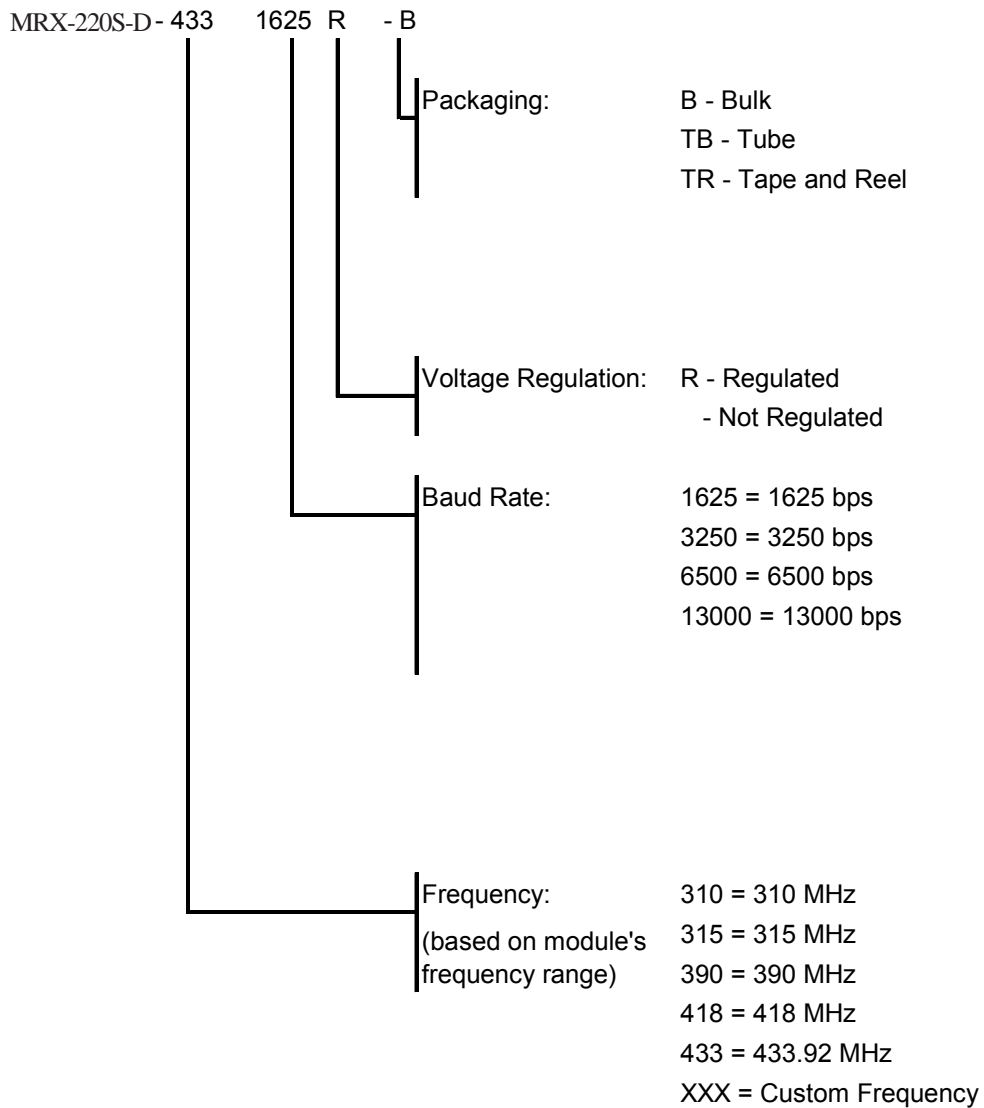 MRX-220S-D - 433 1625 R - B
Packaging: B - Bulk
TB - Tube
TR - Tape and Reel
Voltage Regulation: R - Regulated
- Not Regulated
Baud Rate: 1625 = 1625 bps
3250 = 3250 bps
6500 = 6500 bps
13000 = 13000 bps
Frequency: 310 = 310 MHz
(based on module's 315 = 315 MHz
frequency range) 390 = 390 MHz
418 = 418 MHz
433 = 433.92 MHz
XXX = Custom Frequency